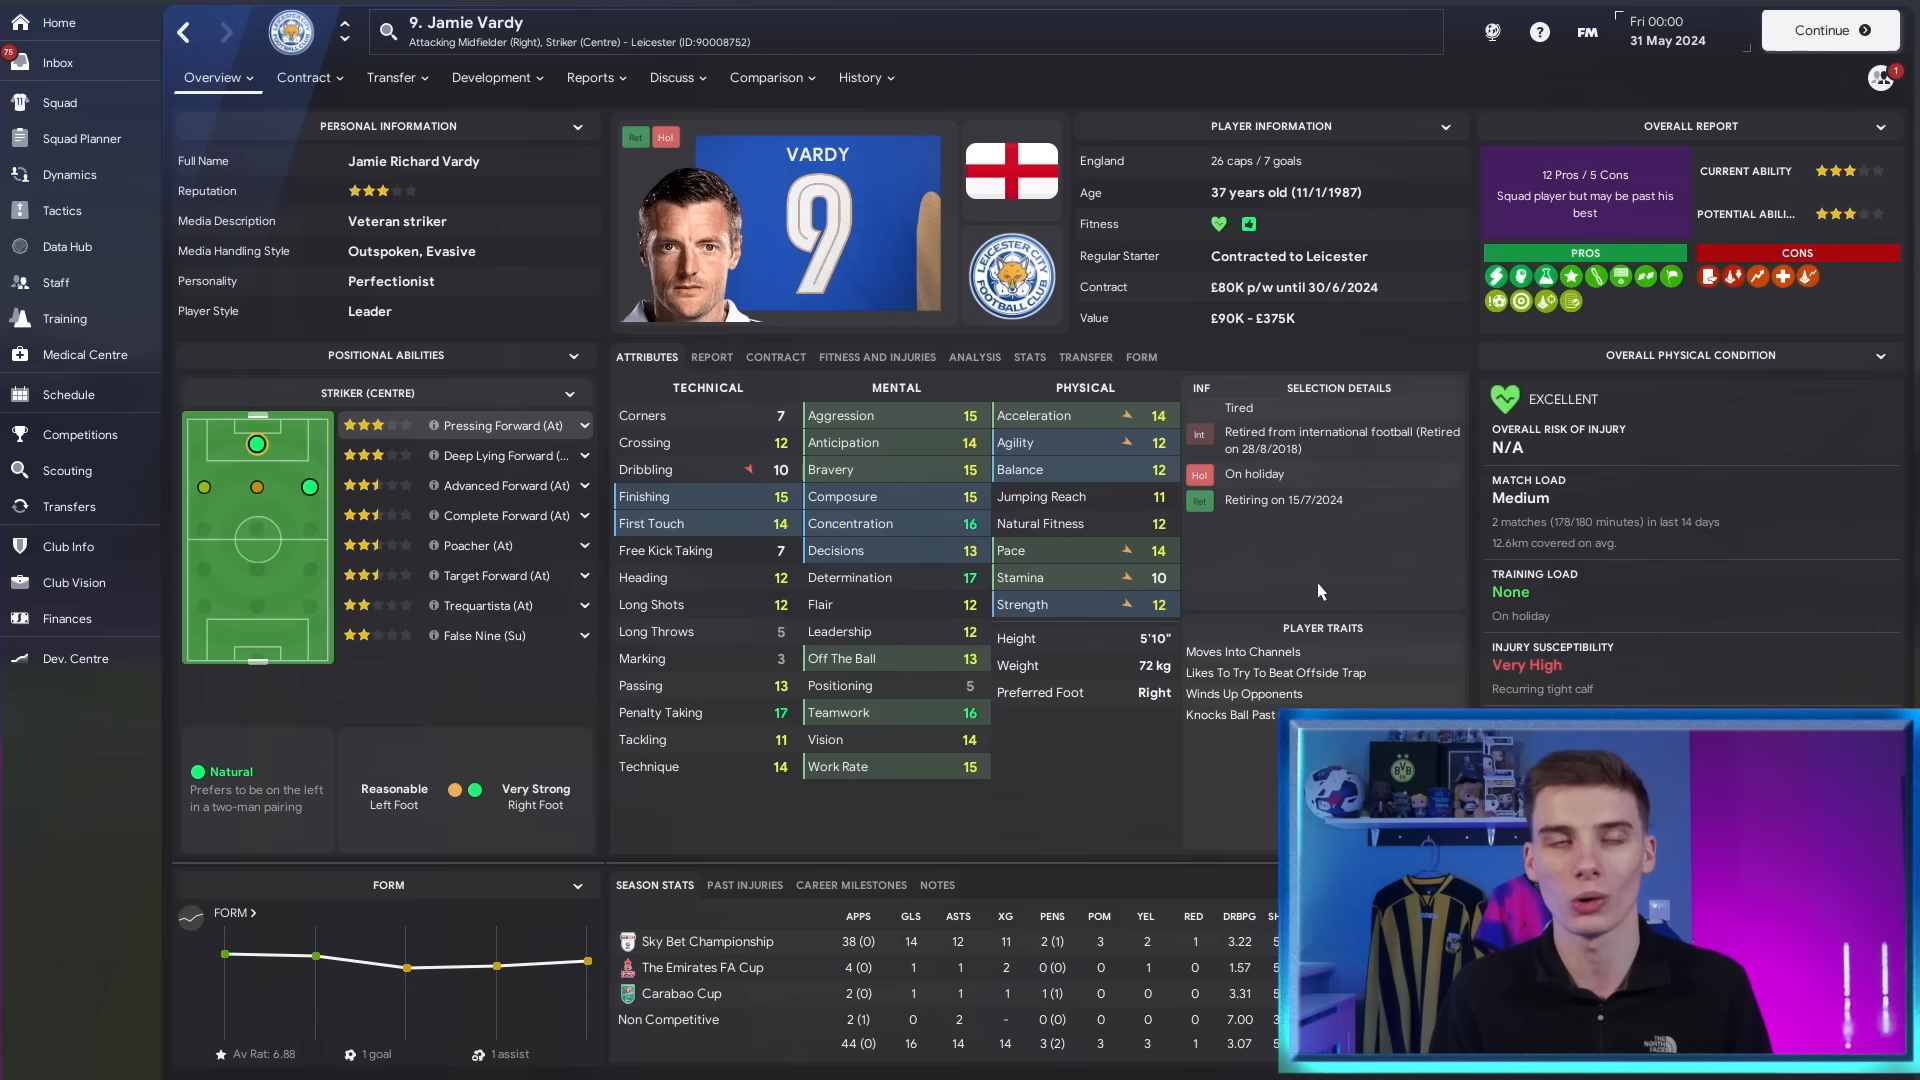 Home
75
Inbox
Squad
Squad Planner
Dynamics
Tactics
Data Hub
Staff
Training
Medical Centre
Schedule
Competitions
Scouting
Transfers
Club Info
Club Vision
Finances
Dev. Centre
9. Jamie Vardy
Attacking Midfielder (Right), Striker (Centre) - Leicester (ID:90008752)
FM
Fri 00:00
31 May 2024
Continue
Overview
Contract
Transfer
Development
Reports
Discuss
Comparison
History
1
PERSONAL INFORMATION
Full Name Jamie Richard Vardy
Reputation
Media Description Veteran striker
Media Handling Style Outspoken, Evasive
Personality Perfectionist
Player Style Leader
Ret Hol
VARDY
9
LEICESTER CITY
FOOTBALL CLUB
PLAYER INFORMATION
England 26 caps / 7 goals
Age 37 years old (11/1/1987)
Fitness
Regular Starter Contracted to Leicester
Contract £80K p/w until 30/6/2024
Value £90K - £375K
OVERALL REPORT
12 Pros / 5 Cons
Squad player but may be past his
best
CURRENT ABILITY
POTENTIAL ABILI...
PROS
CONS
POSITIONAL ABILITIES
STRIKER (CENTRE)
Pressing Forward (At)
Deep Lying Forward (...
Advanced Forward (At)
Complete Forward (At)
Poacher (At)
Target Forward (At)
Trequartista (At)
False Nine (Su)
Natural
Prefers to be on the left
in a two-man pairing
Reasonable
Left Foot
Very Strong
Right Foot
ATTRIBUTES
REPORT
CONTRACT
FITNESS AND INJURIES
ANALYSIS
STATS
TRANSFER
FORM
TECHNICAL
Corners 7
Crossing 12
Dribbling 10
Finishing 15
First Touch 14
Free Kick Taking 7
Heading 12
Long Shots 12
Long Throws 5
Marking 3
Passing 13
Penalty Taking 17
Tackling 11
Technique 14
MENTAL
Aggression 15
Anticipation 14
Bravery 15
Composure 15
Concentration 16
Decisions 13
Determination 17
Flair 12
Leadership 12
Off The Ball 13
Positioning 5
Teamwork 16
Vision 14
Work Rate 15
PHYSICAL
Acceleration 14
Agility 12
Balance 12
Jumping Reach 11
Natural Fitness 12
Pace 14
Stamina 10
Strength 12
Height 5'10"
Weight 72 kg
Preferred Foot Right
INF SELECTION DETAILS
Tired
Int Retired from international football (Retired
on 28/8/2018)
Hol On holiday
Ret Retiring on 15/7/2024
PLAYER TRAITS
Moves Into Channels
Likes To Try To Beat Offside Trap
Winds Up Opponents
Knocks Ball Past
OVERALL PHYSICAL CONDITION
EXCELLENT
OVERALL RISK OF INJURY
N/A
MATCH LOAD
Medium
2 matches (178/180 minutes) in last 14 days
12.6km covered on avg.
TRAINING LOAD
None
On holiday
INJURY SUSCEPTIBILITY
Very High
Recurring tight calf
FORM
FORM
Av Rat: 6.88
1 goal
1 assist
SEASON STATS
PAST INJURIES
CAREER MILESTONES
NOTES
APPS GLS ASTS XG PENS POM YEL RED DRBPG SH
Sky Bet Championship 38 (0) 14 12 11 2 (1) 3 2 1 3.22
The Emirates FA Cup 4 (0) 1 1 2 0 (0) 0 1 0 1.57
Carabao Cup 2 (0) 1 1 1 1 (1) 0 0 0 3.31
Non Competitive 2 (1) 0 2 - 0 (0) 0 0 0 7.00
44 (0) 16 14 14 3 (2) 3 3 1 3.07
BVB
09
THE
NORTH
FACE